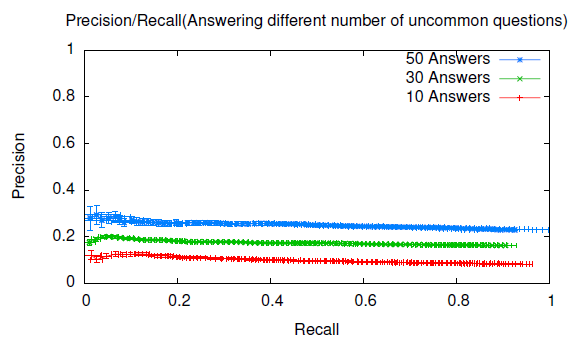 Precision/Recall(Answering different number of uncommon questions)
1
0.8
0.6
0.4
0.2
0
Precision
50 Answers
30 Answers
10 Answers
0
0.2
0.4
0.6
0.8
1
Recall